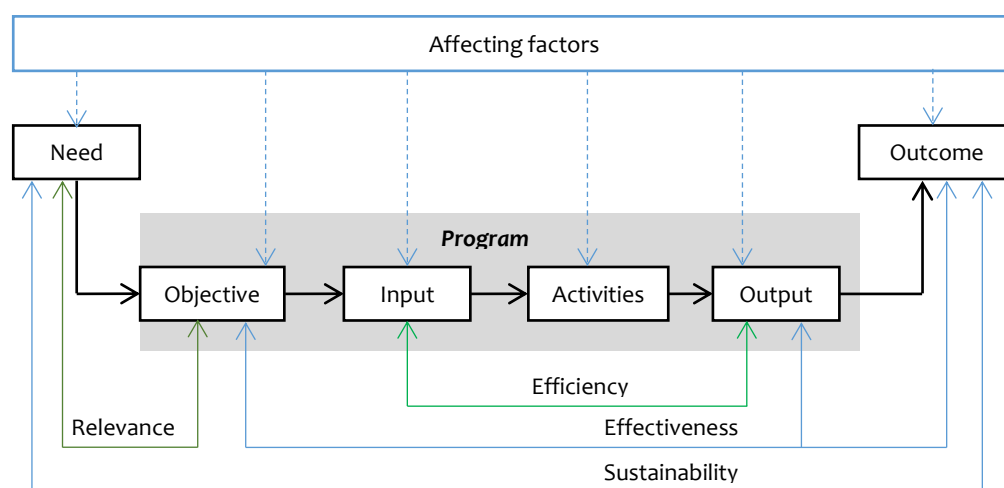 Affecting factors
Need
Outcome
Program
Objective
Input
Activities
Output
Efficiency
Relevance
Effectiveness
Sustainability